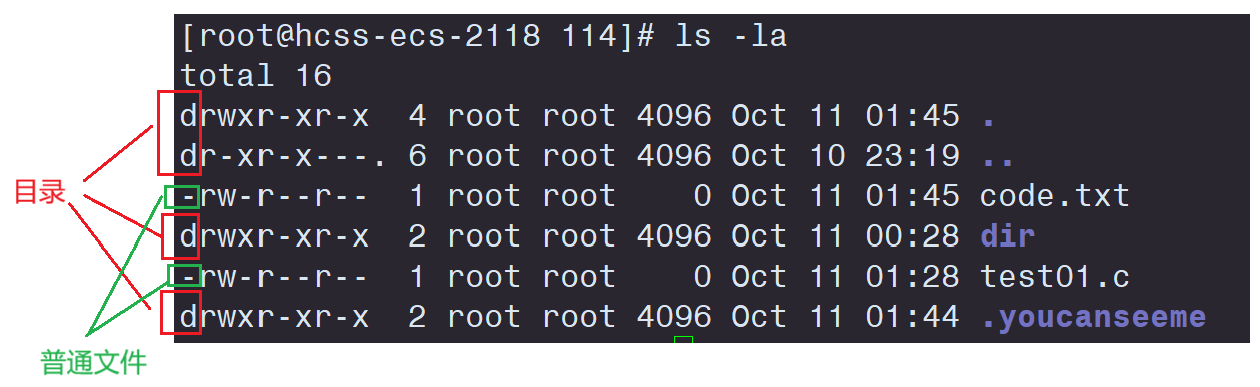 [root@hcss-ecs-2118 114]# ls -la
total 16
drwxr-xr-x  4 root root 4096 Oct 11 01:45 .
dr-xr-x---. 6 root root 4096 Oct 10 23:19 ..
-rw-r--r--  1 root root    0 Oct 11 01:45 code.txt
drwxr-xr-x  2 root root 4096 Oct 11 00:28 dir
-rw-r--r--  1 root root    0 Oct 11 01:28 test01.c
drwxr-xr-x  2 root root 4096 Oct 11 01:44 .youcanseeme
目录
普通文件